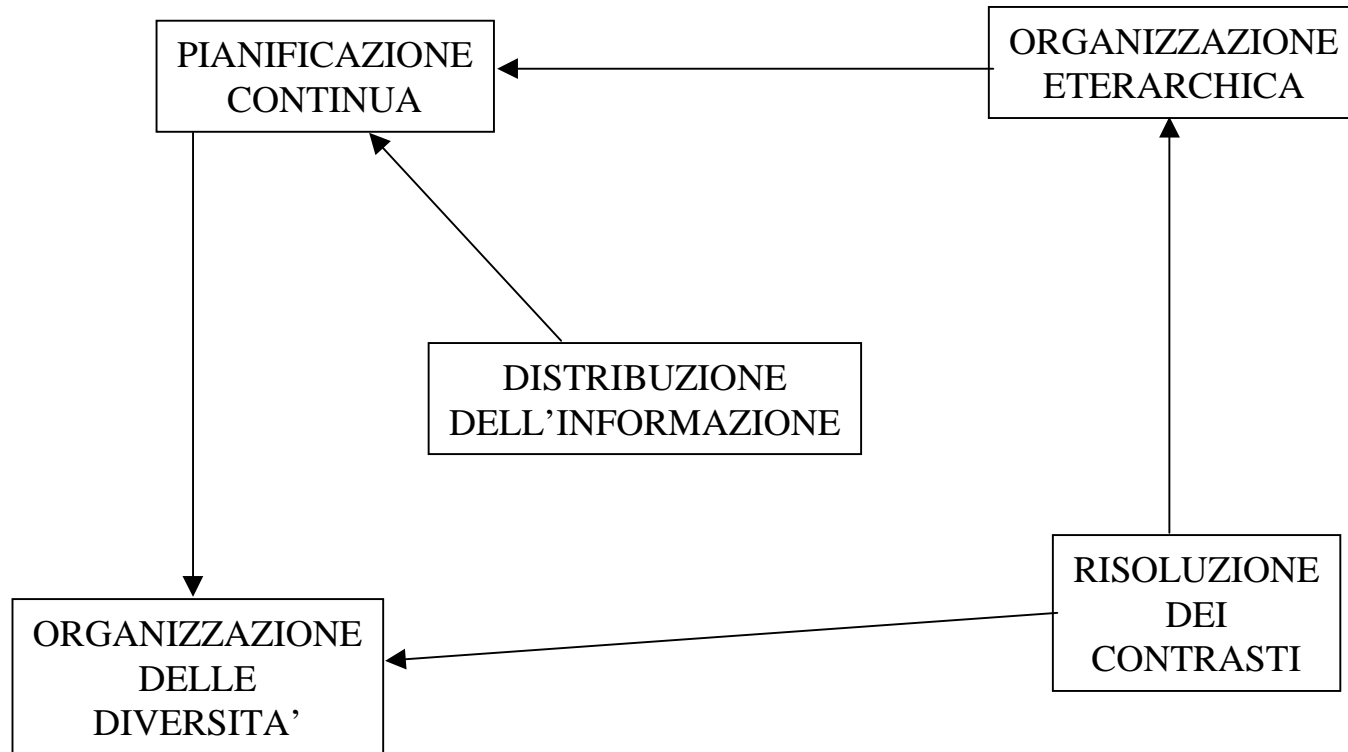 PIANIFICAZIONE
CONTINUA
ORGANIZZAZIONE
ETERARCHICA
DISTRIBUZIONE
DELL’INFORMAZIONE
RISOLUZIONE
DEI
CONTRASTI
ORGANIZZAZIONE
DELLE
DIVERSITA’